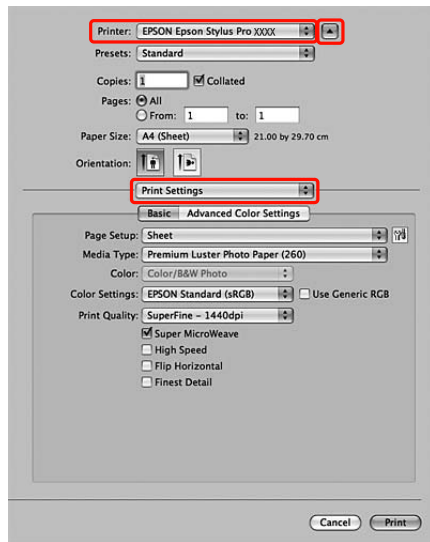 Printer: EPSON Epson Stylus Pro XXXX
Presets: Standard
Copies: 1 Collated
Pages: All
From: 1 to: 1
Paper Size: A4 (Sheet) 21.00 by 29.70 cm
Orientation:
Print Settings
Basic Advanced Color Settings
Page Setup: Sheet
Media Type: Premium Luster Photo Paper (260)
Color: Color/B&W Photo
Color Settings: EPSON Standard (sRGB) Use Generic RGB
Print Quality: SuperFine - 1440dpi
Super MicroWeave
High Speed
Flip Horizontal
Finest Detail
Cancel Print